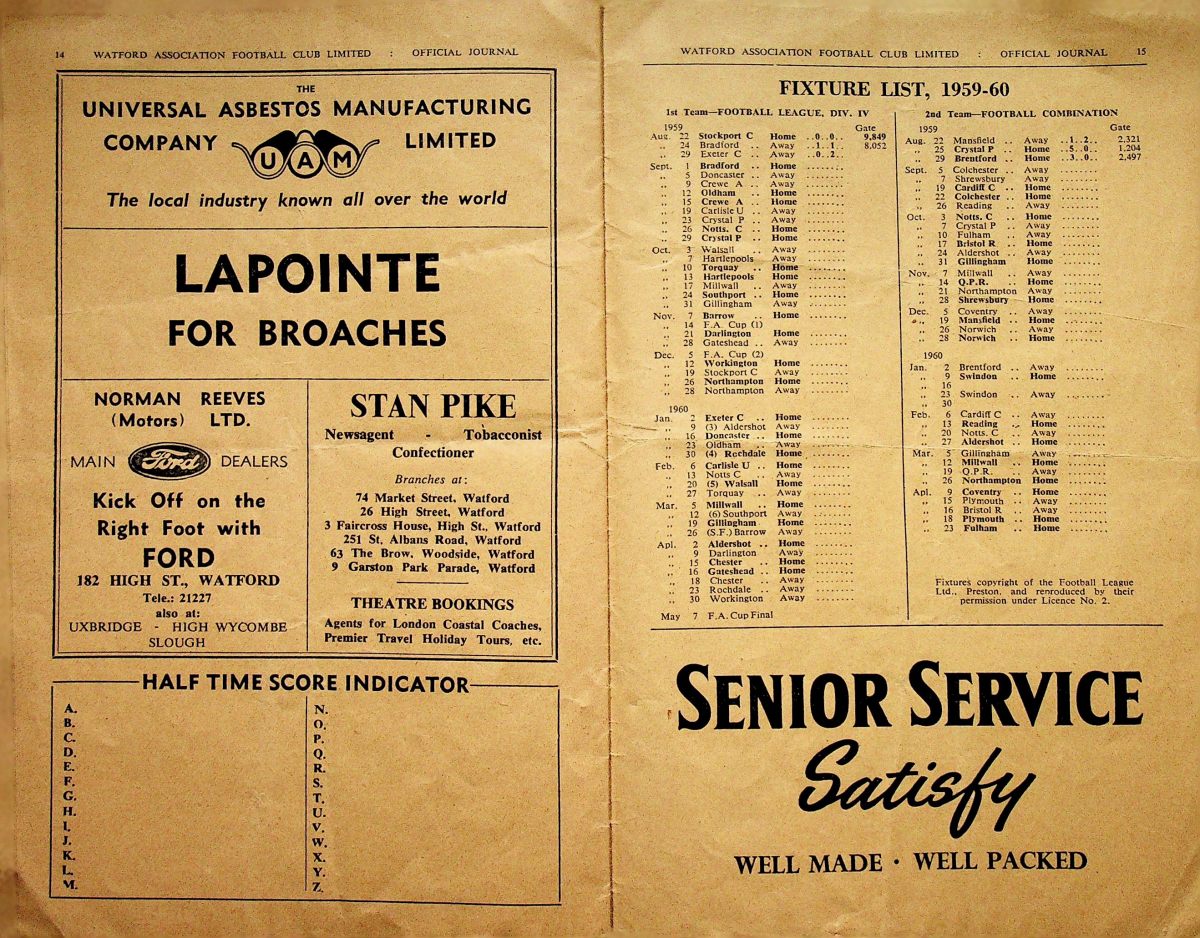 14 WATFORD ASSOCIATION FOOTBALL CLUB LIMITED : OFFICIAL JOURNAL
THE
UNIVERSAL ASBESTOS MANUFACTURING
COMPANY UAM LIMITED
The local industry known all over the world
LAPOINTE
FOR BROACHES
NORMAN REEVES
(Motors) LTD.
MAIN Ford DEALERS
Kick Off on the
Right Foot with
FORD
182 HIGH ST., WATFORD
Tele.: 21227
also at:
UXBRIDGE - HIGH WYCOMBE
SLOUGH
STAN PIKE
Newsagent - Tobacconist
Confectioner
Branches at:
74 Market Street, Watford
26 High Street, Watford
3 Faircross House, High St., Watford
251 St. Albans Road, Watford
63 The Brow, Woodside, Watford
9 Garston Park Parade, Watford
THEATRE BOOKINGS
Agents for London Coastal Coaches,
Premier Travel Holiday Tours, etc.
HALF TIME SCORE INDICATOR
A.
B.
C.
D.
E.
F.
G.
H.
I.
J.
K.
L.
M.
N.
O.
P.
Q.
R.
S.
T.
U.
V.
W.
X.
Y.
Z.
WATFORD ASSOCIATION FOOTBALL CLUB LIMITED : OFFICIAL JOURNAL 15
FIXTURE LIST, 1959-60
1st Team—FOOTBALL LEAGUE, DIV. IV
1959 Gate
Aug. 22 Stockport C Home ..0..0.. 9,849
„ 24 Bradford .. Away ..1..1.. 8,052
„ 29 Exeter C .. Away ..0..2..
Sept. 1 Bradford .. Home ........
„ 5 Doncaster .. Away ........
„ 9 Crewe A .. Away ........
„ 12 Oldham .. Home ........
„ 15 Crewe A .. Home ........
„ 19 Carlisle U .. Away ........
„ 23 Crystal P .. Away ........
„ 26 Notts. C .. Home ........
„ 29 Crystal P .. Home ........
Oct. 3 Walsall .. Away ........
„ 7 Hartlepools Away ........
„ 10 Torquay .. Home ........
„ 13 Hartlepools Home ........
„ 17 Millwall .. Away ........
„ 24 Southport .. Home ........
„ 31 Gillingham Away ........
Nov. 7 Barrow .. Home ........
„ 14 F.A. Cup (1)
„ 21 Darlington Home ........
„ 28 Gateshead .. Away ........
Dec. 5 F.A. Cup (2)
„ 12 Workington Home ........
„ 19 Stockport C Away ........
„ 26 Northampton Home ........
„ 28 Northampton Away ........
1960
Jan. 2 Exeter C .. Home ........
„ 9 (3) Aldershot Away ........
„ 16 Doncaster .. Home ........
„ 23 Oldham .. Away ........
„ 30 (4) Rochdale Home ........
Feb. 6 Carlisle U .. Home ........
„ 13 Notts C .. Away ........
„ 20 (5) Walsall Home ........
„ 27 Torquay .. Away ........
Mar. 5 Millwall .. Home ........
„ 12 (6) Southport Away ........
„ 19 Gillingham Home ........
„ 26 (S.F.) Barrow Away ........
Apl. 2 Aldershot .. Home ........
„ 9 Darlington Away ........
„ 15 Chester .. Home ........
„ 16 Gateshead .. Home ........
„ 18 Chester .. Away ........
„ 23 Rochdale .. Away ........
„ 30 Workington Away ........
May 7 F.A. Cup Final
2nd Team—FOOTBALL COMBINATION
1959 Gate
Aug. 22 Mansfield .. Away ..1..2.. 2,321
„ 25 Crystal P .. Home ..5..0.. 1,204
„ 29 Brentford .. Home ..3..0.. 2,497
Sept. 5 Colchester .. Away ........
„ 7 Shrewsbury Away ........
„ 19 Cardiff C .. Home ........
„ 22 Colchester .. Home ........
„ 26 Reading .. Away ........
Oct. 3 Notts. C .. Home ........
„ 7 Crystal P .. Away ........
„ 10 Fulham .. Away ........
„ 17 Bristol R .. Home ........
„ 24 Aldershot .. Away ........
„ 31 Gillingham Home ........
Nov. 7 Millwall .. Away ........
„ 14 Q.P.R. .. Home ........
„ 21 Northampton Away ........
„ 28 Shrewsbury Home ........
Dec. 5 Coventry .. Away ........
„ 19 Mansfield .. Home ........
„ 26 Norwich .. Away ........
„ 28 Norwich .. Home ........
1960
Jan. 2 Brentford .. Away ........
„ 9 Swindon .. Home ........
„ 16
„ 23 Swindon .. Away ........
„ 30
Feb. 6 Cardiff C .. Away ........
„ 13 Reading .. Home ........
„ 20 Notts. C .. Away ........
„ 27 Aldershot .. Home ........
Mar. 5 Gillingham Away ........
„ 12 Millwall .. Home ........
„ 19 Q.P.R. .. Away ........
„ 26 Northampton Home ........
Apl. 9 Coventry .. Home ........
„ 15 Plymouth .. Away ........
„ 16 Bristol R .. Away ........
„ 18 Plymouth .. Home ........
„ 23 Fulham .. Home ........
Fixtures copyright of the Football League
Ltd., Preston, and renroduced by their
permission under Licence No. 2.
SENIOR SERVICE
Satisfy
WELL MADE · WELL PACKED